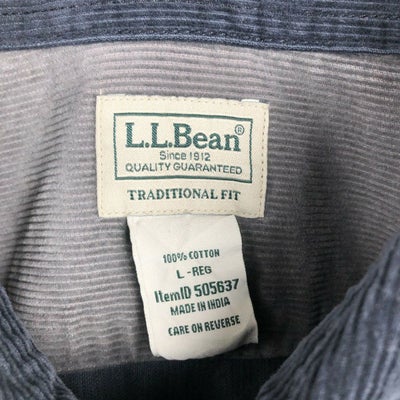 L.L.Bean®
Since 1912
QUALITY GUARANTEED
TRADITIONAL FIT
100% COTTON
L - REG
ItemID 505637
MADE IN INDIA
CARE ON REVERSE